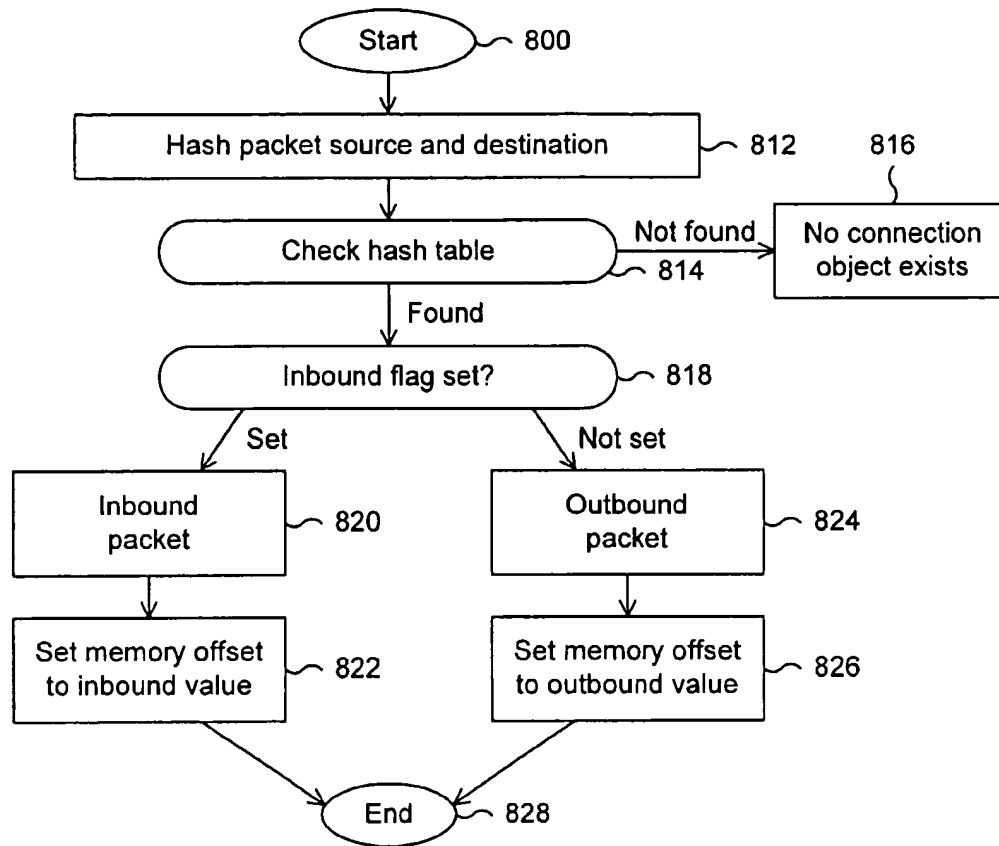 Start
800
Hash packet source and destination
812
816
Check hash table
814
Not found
No connection
object exists
Found
Inbound flag set?
818
Set
Not set
Inbound
packet
820
Outbound
packet
824
Set memory offset
to inbound value
822
Set memory offset
to outbound value
826
End
828